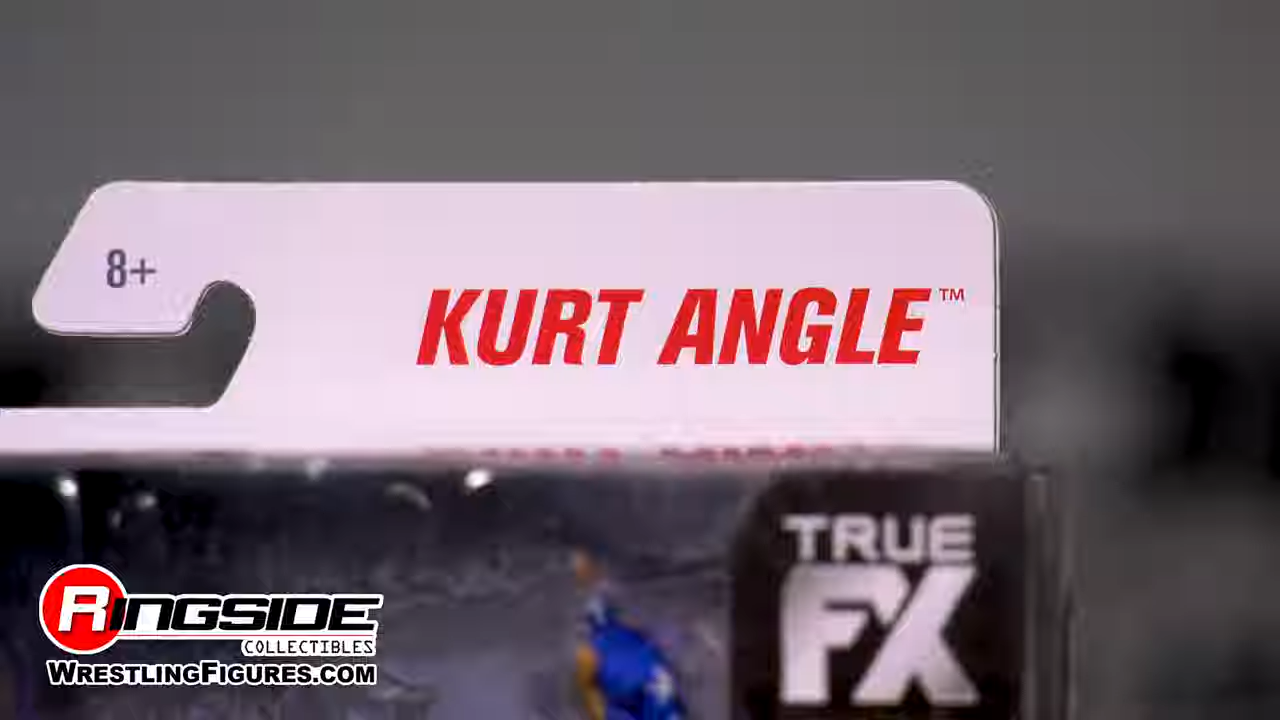 8+
KURT ANGLE™
TRUE
FX
RINGSIDE
COLLECTIBLES
WRESTLINGFIGURES.COM